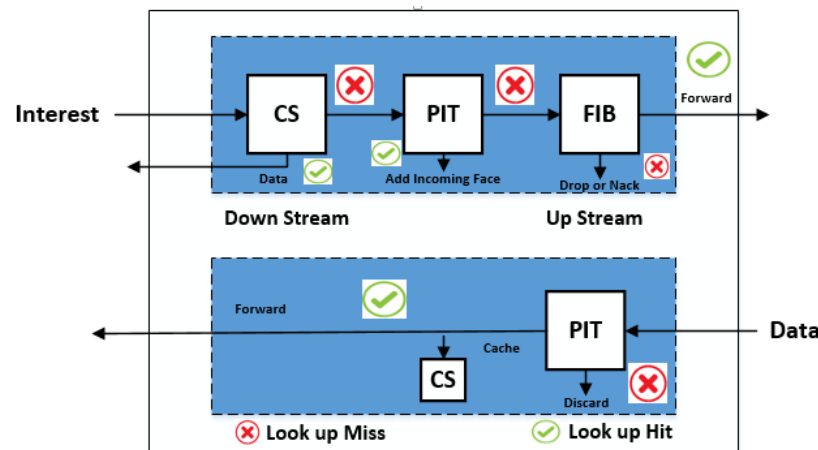 Interest
CS
PIT
FIB
Forward
Data
Add Incoming Face
Drop or Nack
Down Stream
Up Stream
Forward
Cache
CS
PIT
Data
Discard
Look up Miss
Look up Hit